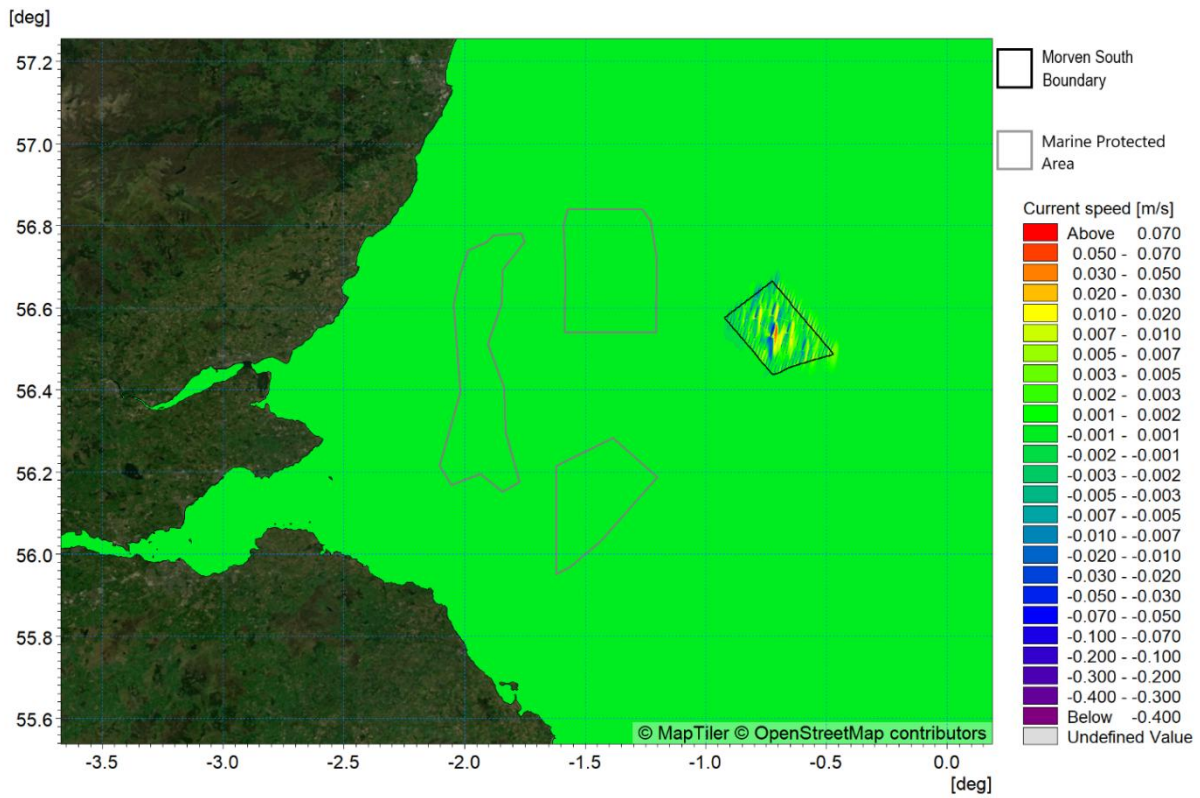 [deg]
57.2
57.0
56.8
56.6
56.4
56.2
56.0
55.8
55.6
-3.5
-3.0
-2.5
-2.0
-1.5
-1.0
-0.5
0.0
[deg]
© MapTiler © OpenStreetMap contributors
Morven South
Boundary
Marine Protected
Area
Current speed [m/s]
Above 0.070
0.050 - 0.070
0.030 - 0.050
0.020 - 0.030
0.010 - 0.020
0.007 - 0.010
0.005 - 0.007
0.003 - 0.005
0.002 - 0.003
0.001 - 0.002
-0.001 - 0.001
-0.002 - -0.001
-0.003 - -0.002
-0.005 - -0.003
-0.007 - -0.005
-0.010 - -0.007
-0.020 - -0.010
-0.030 - -0.020
-0.050 - -0.030
-0.070 - -0.050
-0.100 - -0.070
-0.200 - -0.100
-0.300 - -0.200
-0.400 - -0.300
Below -0.400
Undefined Value